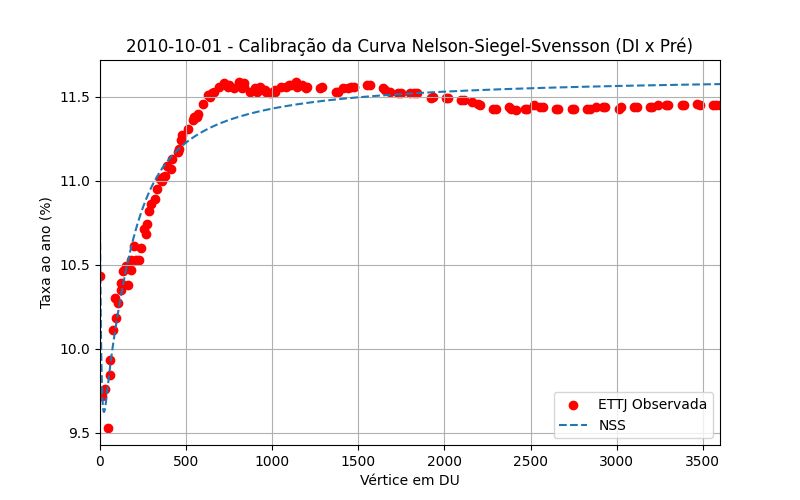 2010-10-01 - Calibração da Curva Nelson-Siegel-Svensson (DI x Pré)
Taxa ao ano (%)
11.5
11.0
10.5
10.0
9.5
ETTJ Observada
NSS
0 500 1000 1500 2000 2500 3000 3500
Vértice em DU